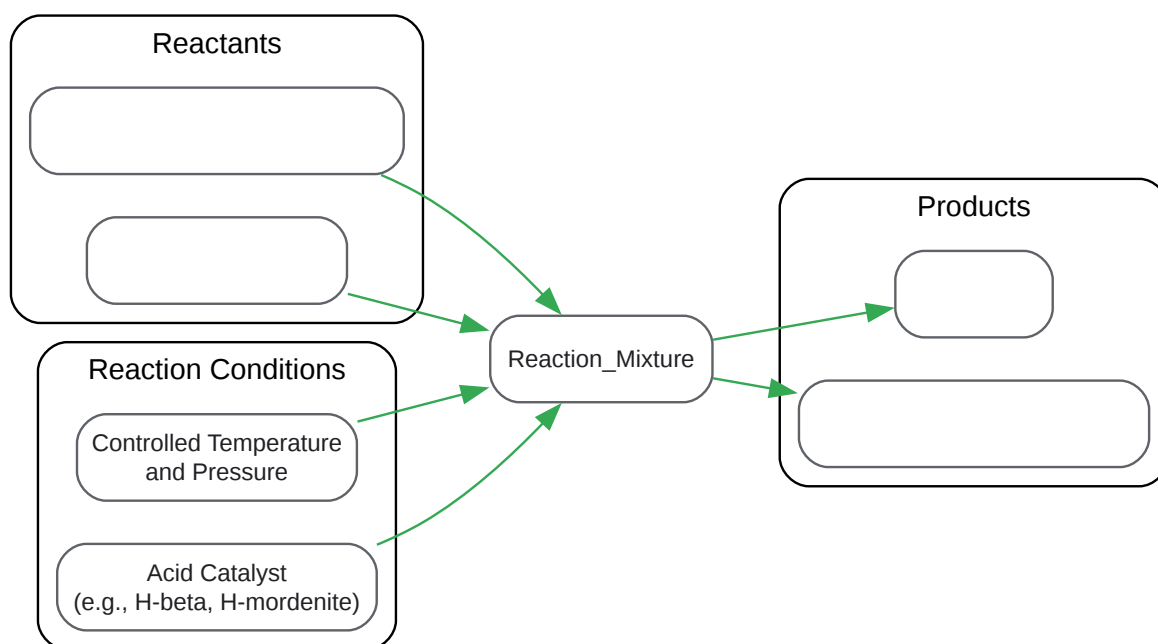 Reactants
Reaction Conditions
Controlled Temperature
and Pressure
Acid Catalyst
(e.g., H-beta, H-mordenite)
Reaction_Mixture
Products